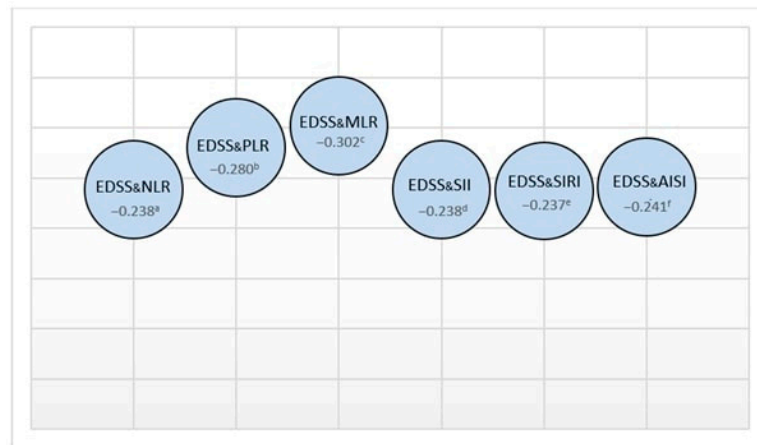 EDSS&NLR
−0.238ᵃ
EDSS&PLR
−0.280ᵇ
EDSS&MLR
−0.302ᶜ
EDSS&SII
−0.238ᵈ
EDSS&SIRI
−0.237ᵉ
EDSS&AISI
−0.241ᶠ